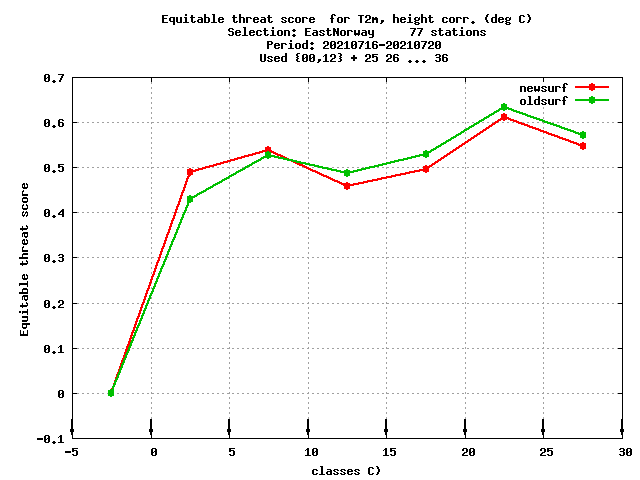 Equitable threat score  for T2m, height corr. (deg C)
Selection: EastNorway     77 stations
Period: 20210716-20210720
Used {00,12} + 25 26 ... 36
newsurf
oldsurf
0.7
0.6
0.5
0.4
0.3
0.2
0.1
0
-0.1
Equitable threat score
-5 0 5 10 15 20 25 30
classes C)